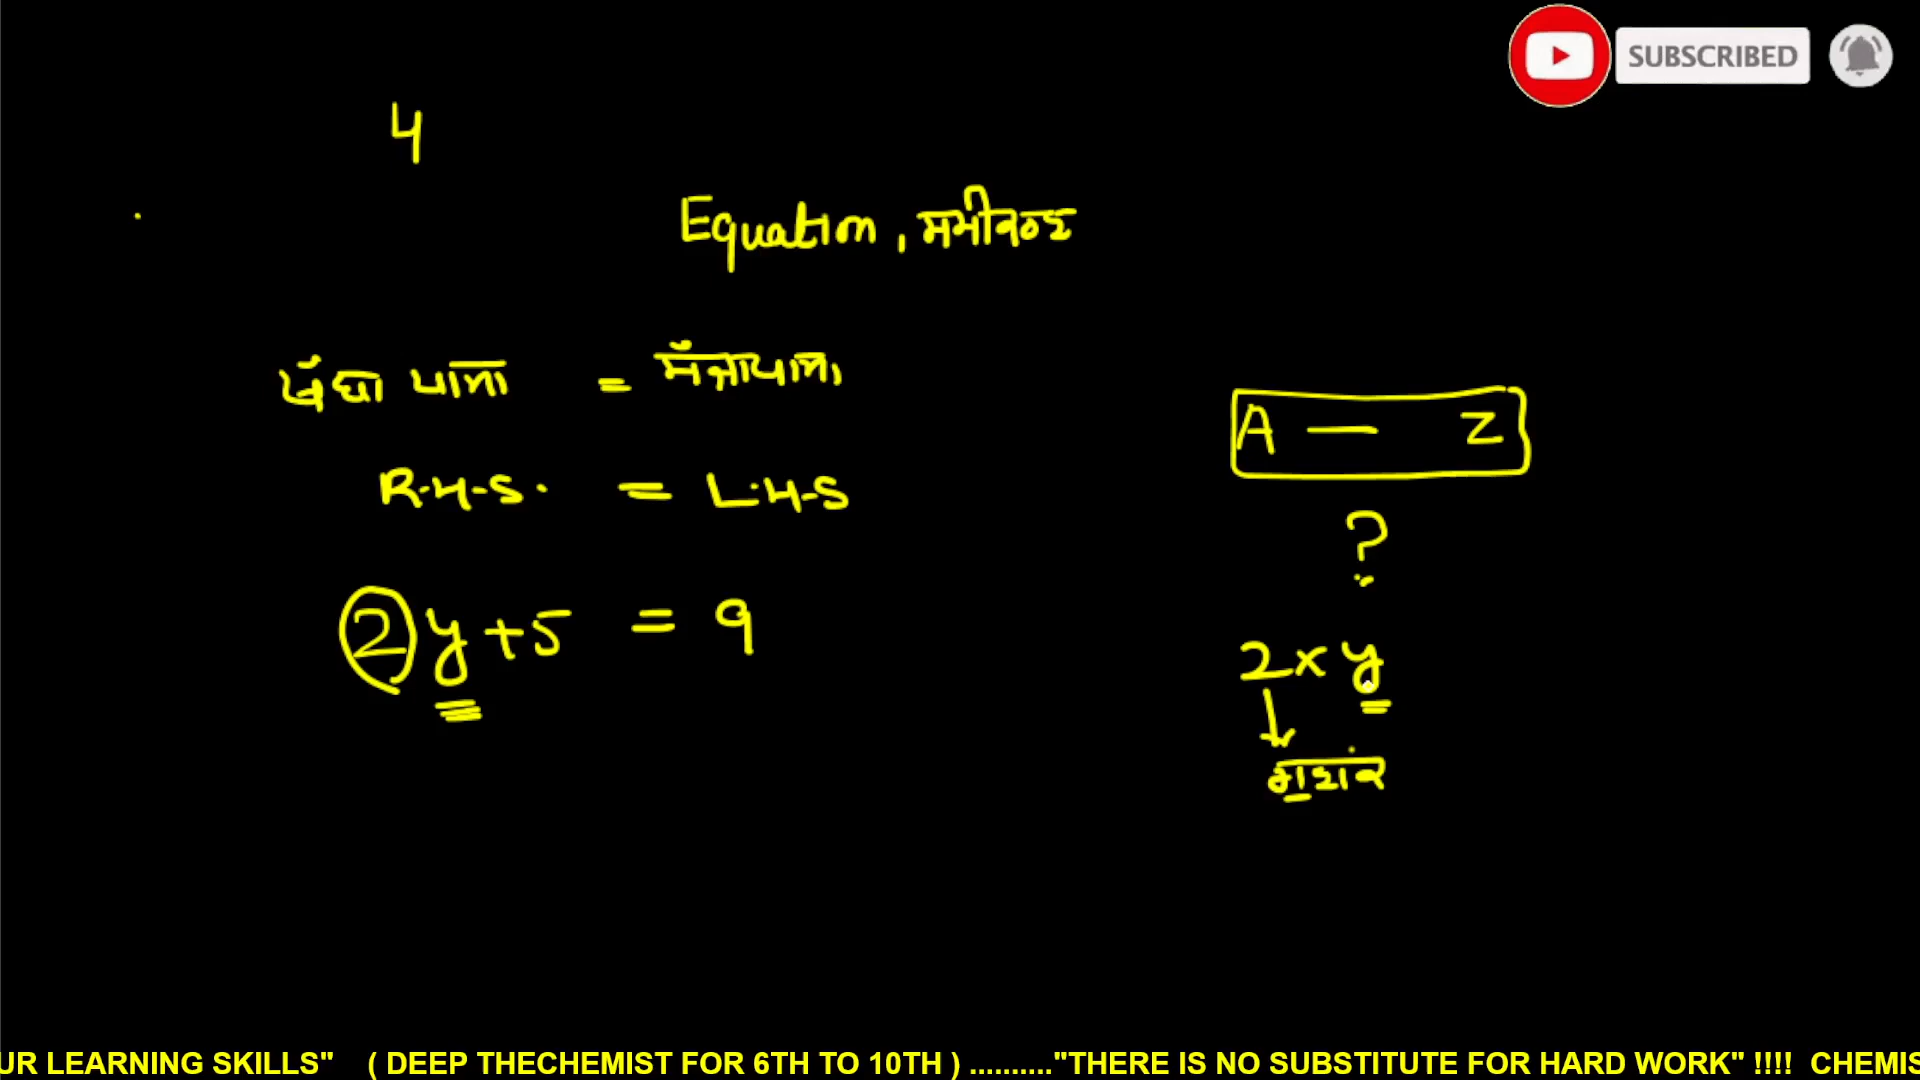 SUBSCRIBED
4
Equation, ਸਮੀਕਰਣ
ਖੱਬਾ ਪਾਸਾ = ਸੱਜਾ ਪਾਸਾ
R.H.S. = L.H.S
A — Z
?
2y+5 = 9
2 x y
ਗੁਣਾਂਕ
UR LEARNING SKILLS" ( DEEP THECHEMIST FOR 6TH TO 10TH ) .........."THERE IS NO SUBSTITUTE FOR HARD WORK" !!!! CHEMIS